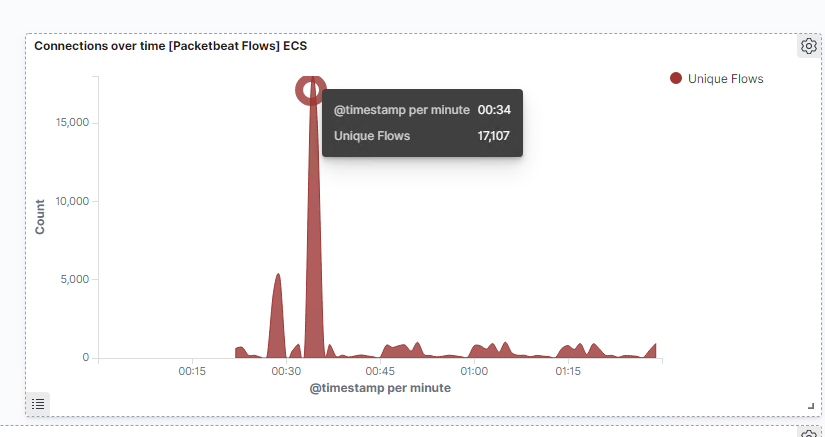 Connections over time [Packetbeat Flows] ECS
Unique Flows
@timestamp per minute 00:34
Unique Flows 17,107
15,000
10,000
5,000
0
Count
00:15 00:30 00:45 01:00 01:15
@timestamp per minute